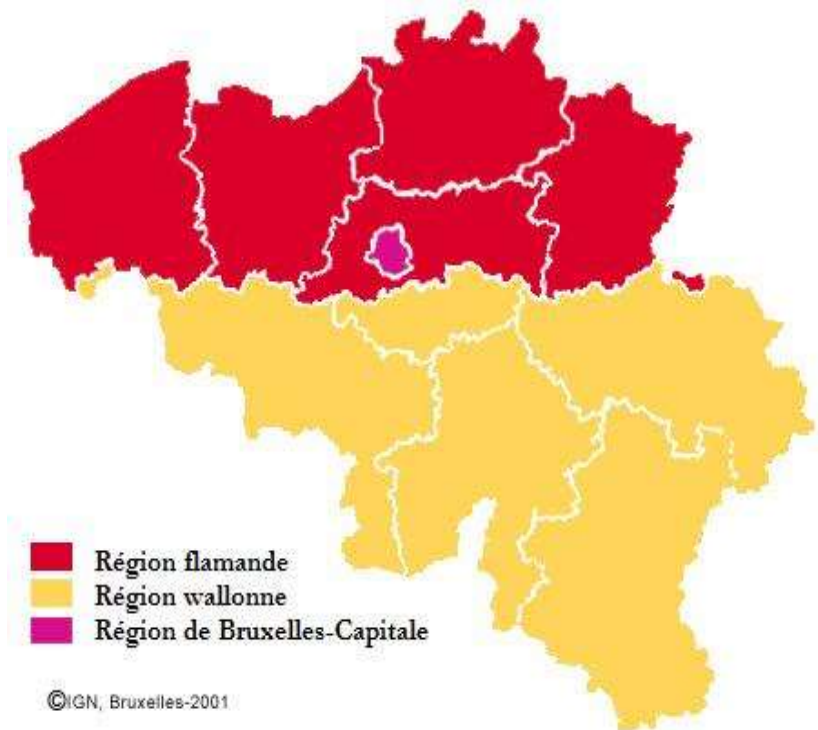 Région flamande
Région wallonne
Région de Bruxelles-Capitale
©IGN, Bruxelles-2001